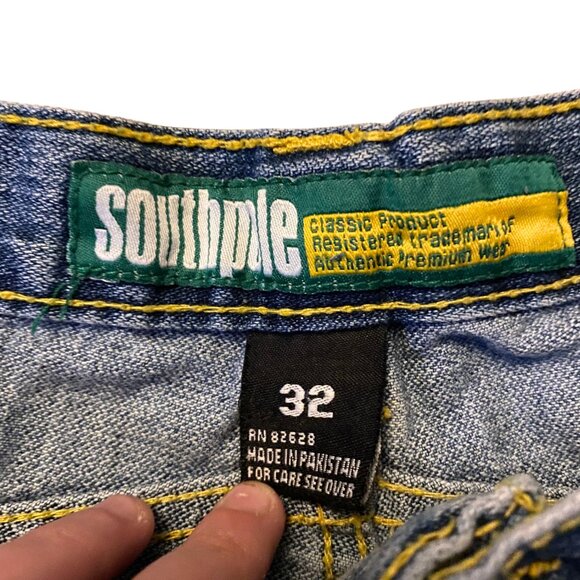 southpole
Classic Product
Registered trademark of
Authentic Premium Wear
32
RN 82628
MADE IN PAKISTAN
FOR CARE SEE OVER